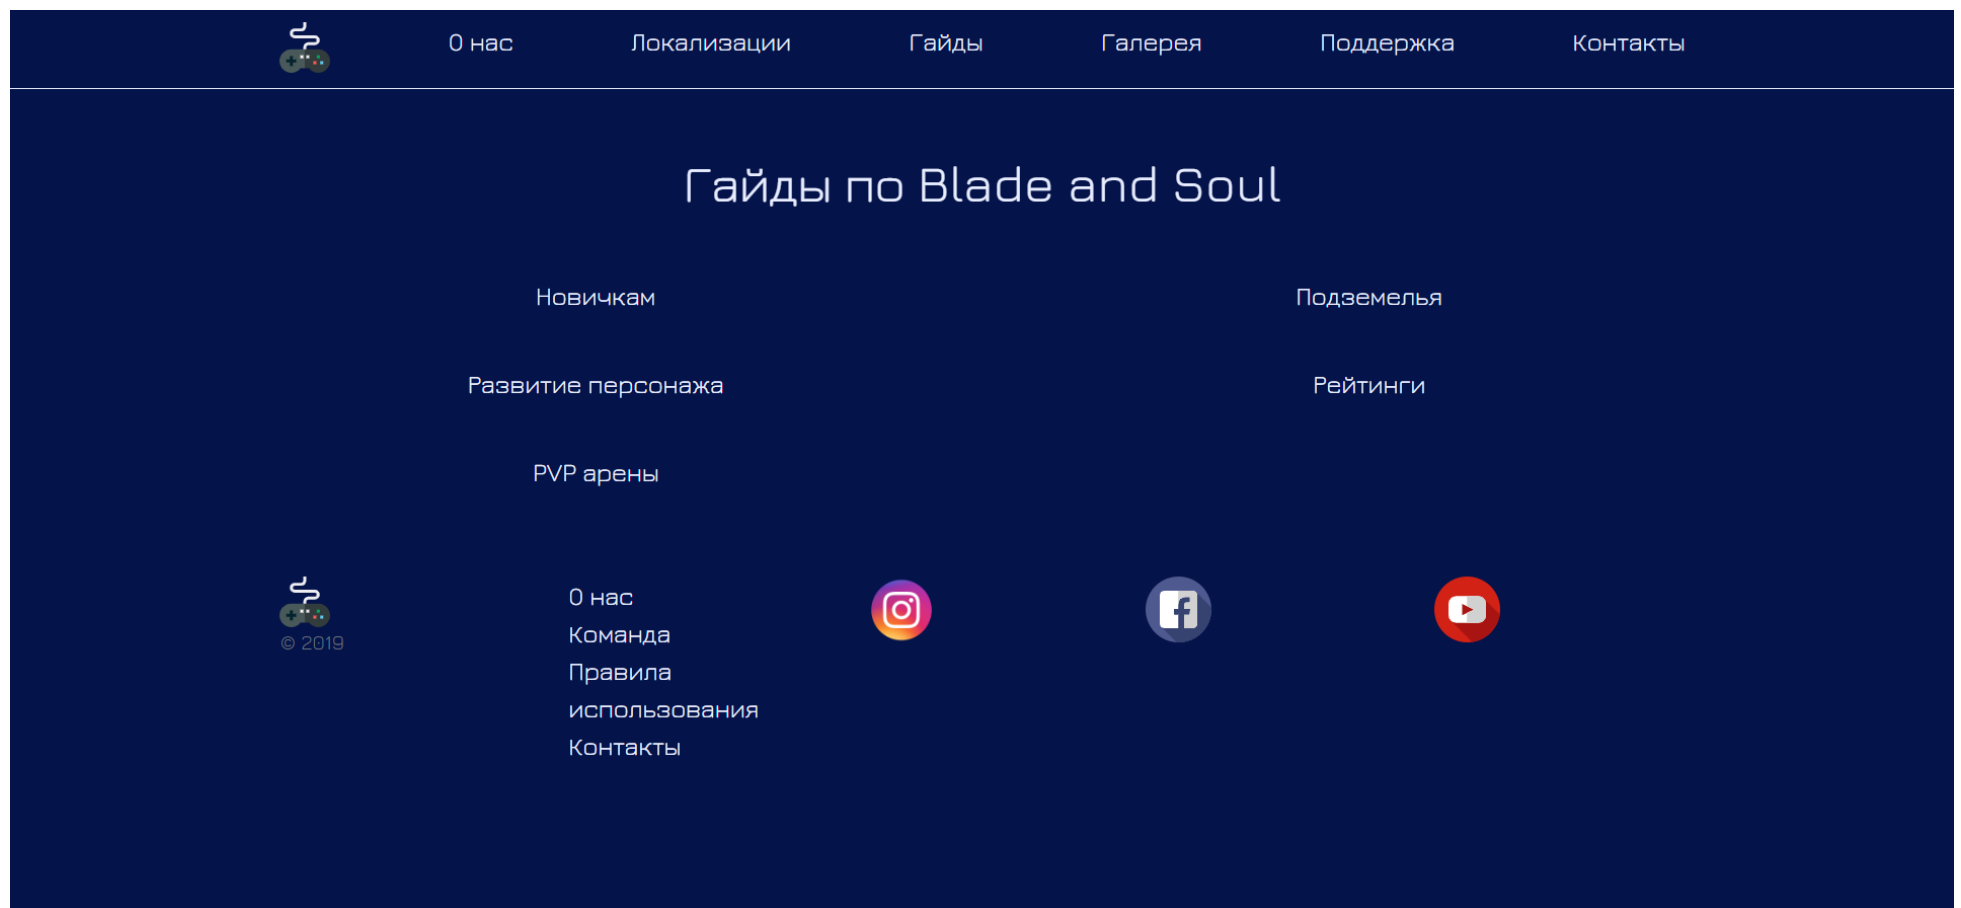 О нас
Локализации
Гайды
Галерея
Поддержка
Контакты
Гайды по Blade and Soul
Новичкам
Подземелья
Развитие персонажа
Рейтинги
PVP арены
© 2019
О нас
Команда
Правила
использования
Контакты